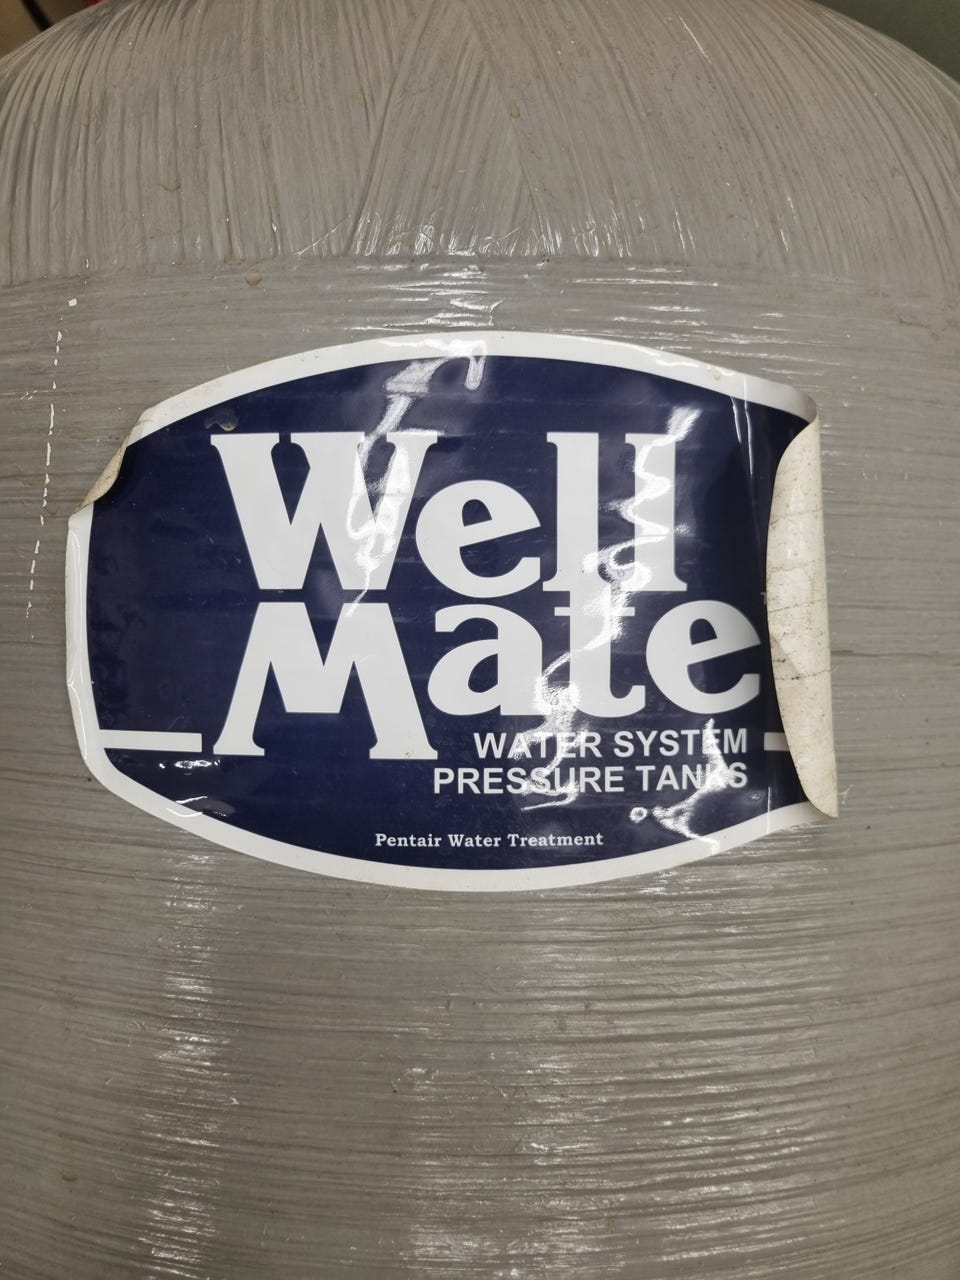 Well
Mate
WATER SYSTEM
PRESSURE TANKS
Pentair Water Treatment